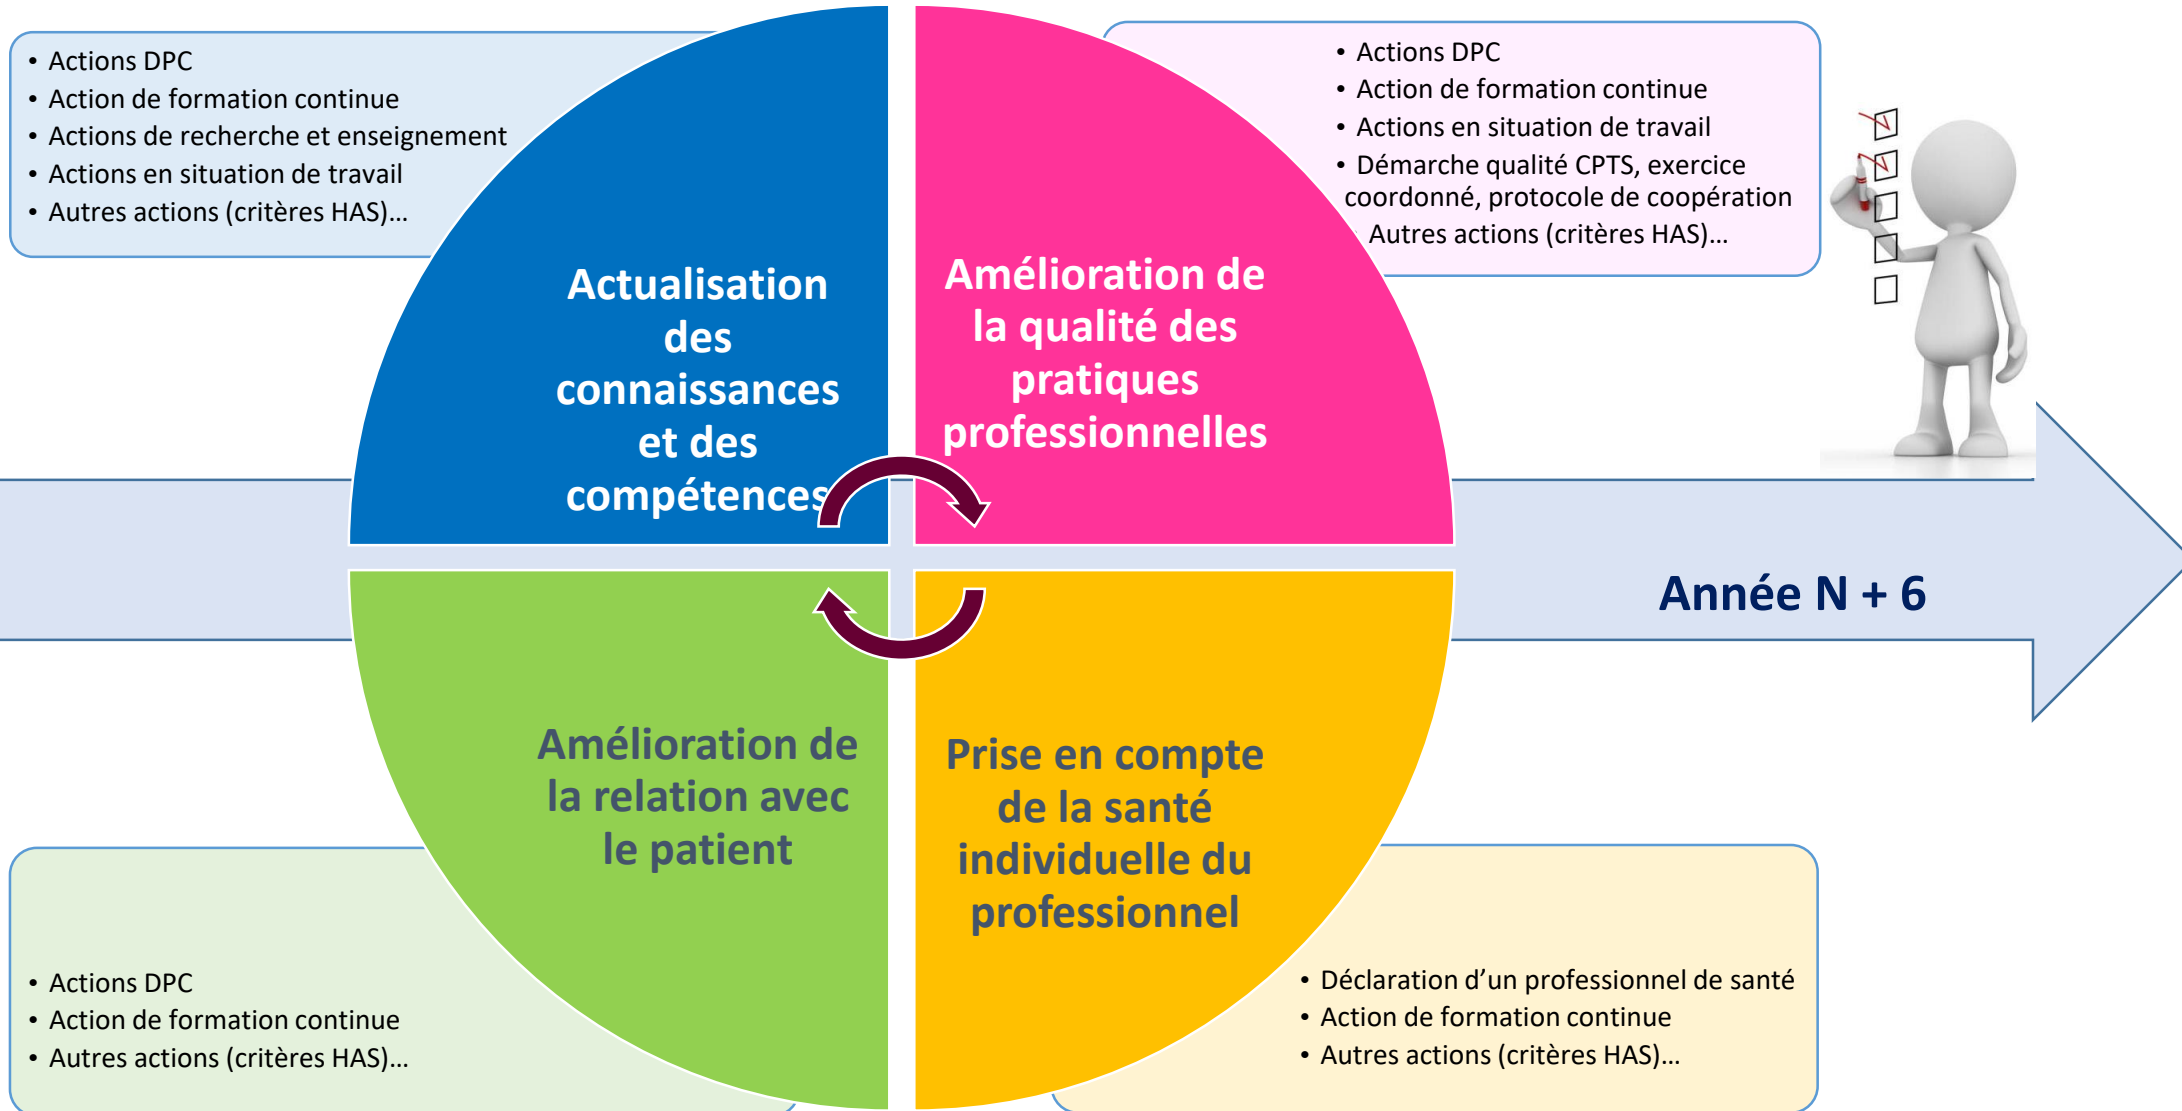 • Actions DPC
• Action de formation continue
• Actions de recherche et enseignement
• Actions en situation de travail
• Autres actions (critères HAS)…
• Actions DPC
• Action de formation continue
• Actions en situation de travail
• Démarche qualité CPTS, exercice
coordonné, protocole de coopération
• Autres actions (critères HAS)…
Actualisation
des
connaissances
et des
compétences
Amélioration de
la qualité des
pratiques
professionnelles
Année N + 6
Amélioration de
la relation avec
le patient
Prise en compte
de la santé
individuelle du
professionnel
• Actions DPC
• Action de formation continue
• Autres actions (critères HAS)…
• Déclaration d’un professionnel de santé
• Action de formation continue
• Autres actions (critères HAS)…